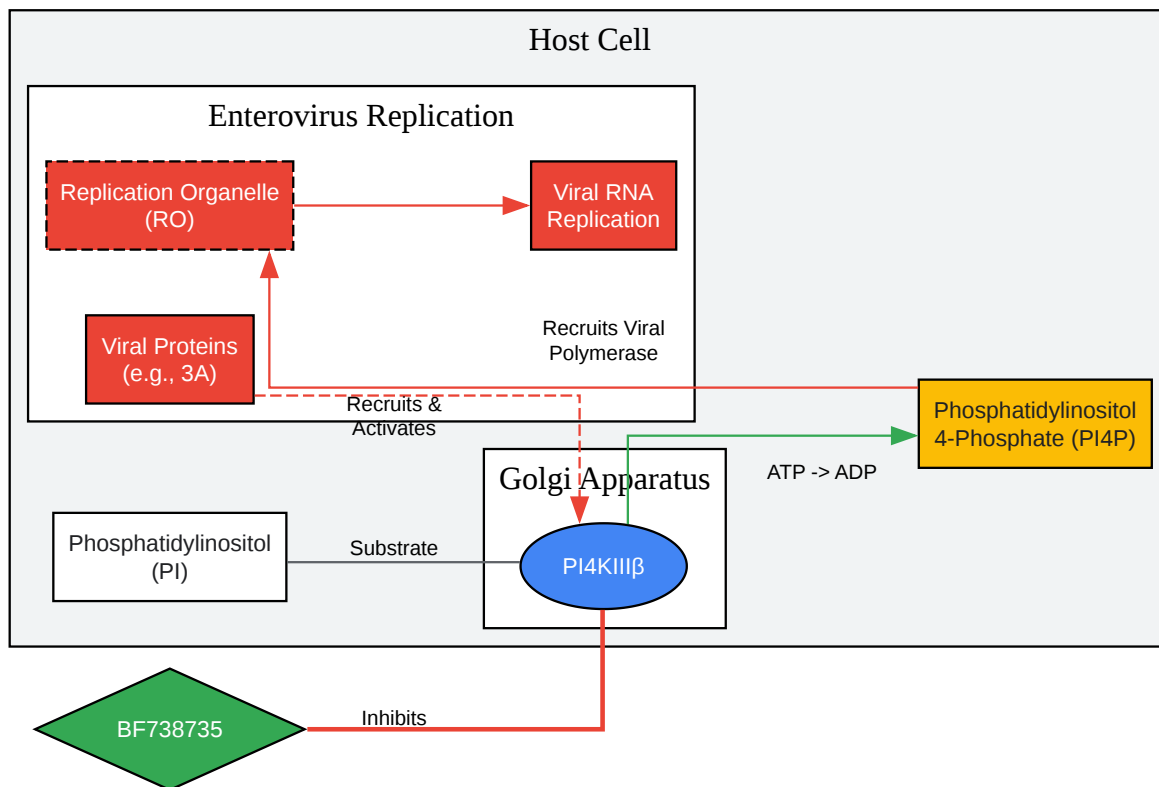 Host Cell
Enterovirus Replication
Replication Organelle
(RO)
Viral RNA
Replication
Viral Proteins
(e.g., 3A)
Recruits Viral
Polymerase
Recruits &
Activates
Phosphatidylinositol
4-Phosphate (PI4P)
Golgi Apparatus
ATP -> ADP
Phosphatidylinositol
(PI)
Substrate
PI4KIIIβ
BF738735
Inhibits